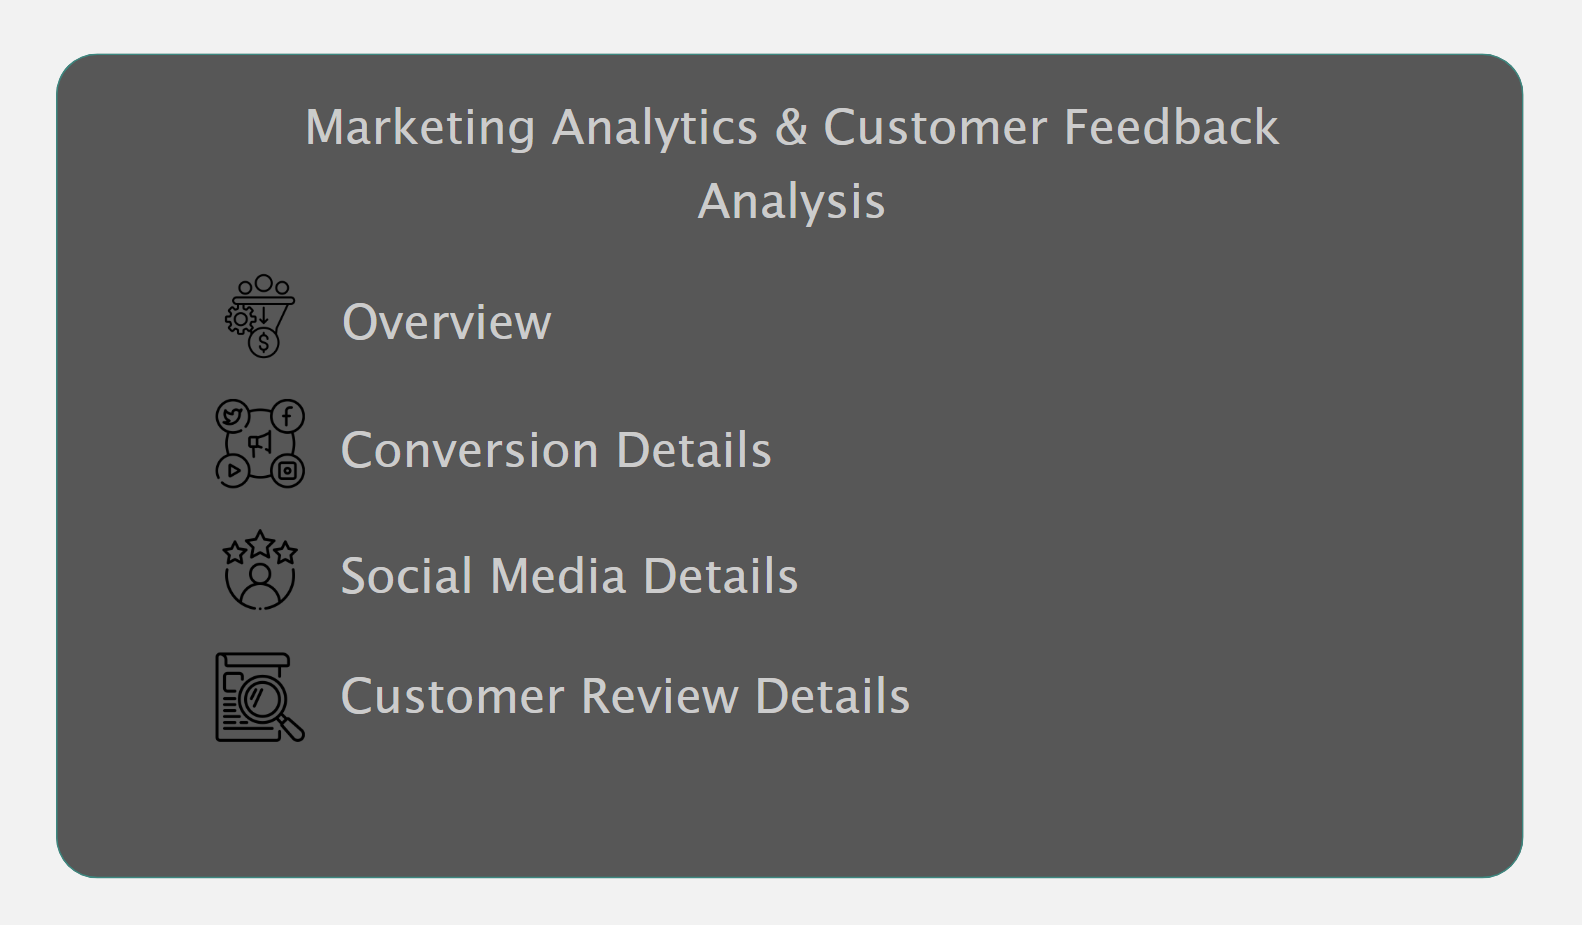 Marketing Analytics & Customer Feedback
Analysis
Overview
Conversion Details
Social Media Details
Customer Review Details